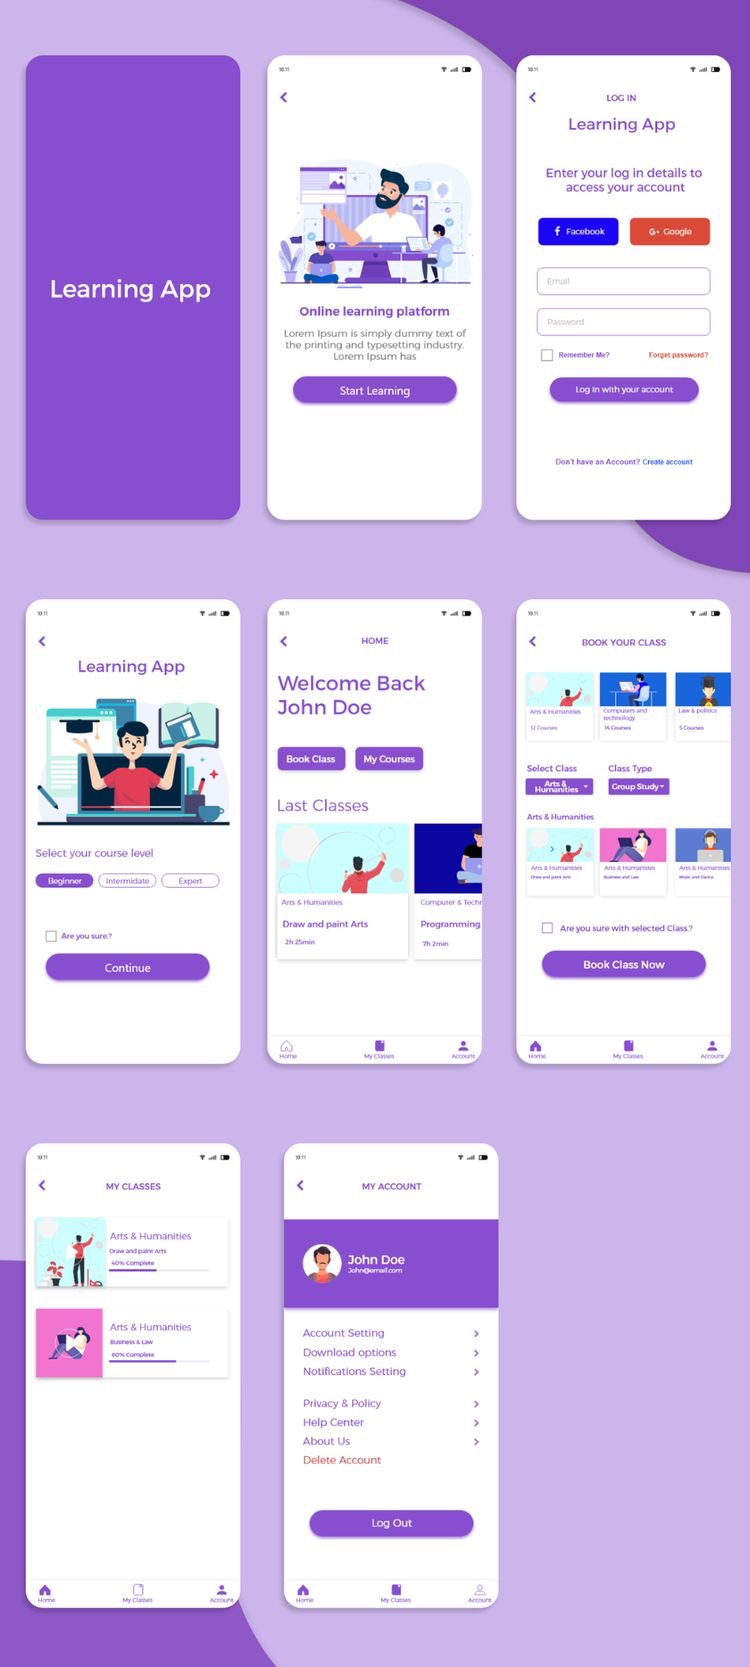 Learning App
10:11
Online learning platform
Lorem Ipsum is simply dummy text of
the printing and typesetting industry.
Lorem Ipsum has
Start Learning
10:11
LOG IN
Learning App
Enter your log in details to
access your account
f Facebook
G+ Google
Email
Password
Remember Me?
Forget password?
Log In with your account
Don't have an Account? Create account
10:11
Learning App
Select your course level
Beginner
Intermidiate
Expert
Are you sure.?
Continue
10:11
HOME
Welcome Back
John Doe
Book Class
My Courses
Last Classes
Arts & Humanities
Draw and paint Arts
2h 25min
Computer & Techn
Programming
7h 2min
Home
My Classes
Account
10:11
BOOK YOUR CLASS
Arts & Humanities
12 Courses
Computers and
technology
14 Courses
Law & politics
5 Courses
Select Class
Class Type
Arts &
Humanities
Group Study
Arts & Humanities
Arts & Humanities
Draw and paint Arts
Arts & Humanities
Business and Law
Arts & Humanities
Music and Dance
Are you sure with selected Class.?
Book Class Now
Home
My Classes
Account
10:11
MY CLASSES
Arts & Humanities
Draw and paint Arts
40% Complete
Arts & Humanities
Business & Law
60% Complete
Home
My Classes
Account
10:11
MY ACCOUNT
John Doe
John@email.com
Account Setting
Download options
Notifications Setting
Privacy & Policy
Help Center
About Us
Delete Account
Log Out
Home
My Classes
Account